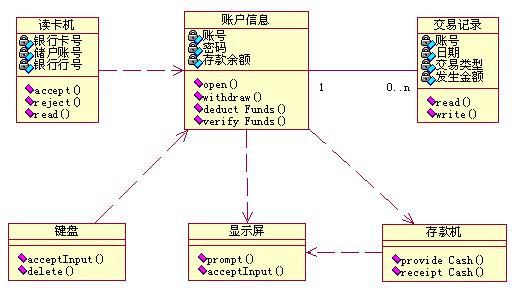 读卡机
银行卡号
储户账号
银行行号
accept()
reject()
read()
账户信息
账号
密码
存款余额
open()
withdraw()
deduct Funds()
verify Funds()
1
0..n
交易记录
账号
日期
交易类型
发生金额
read()
write()
键盘
acceptInput()
delete()
显示屏
prompt()
acceptInput()
存款机
provide Cash()
receipt Cash()